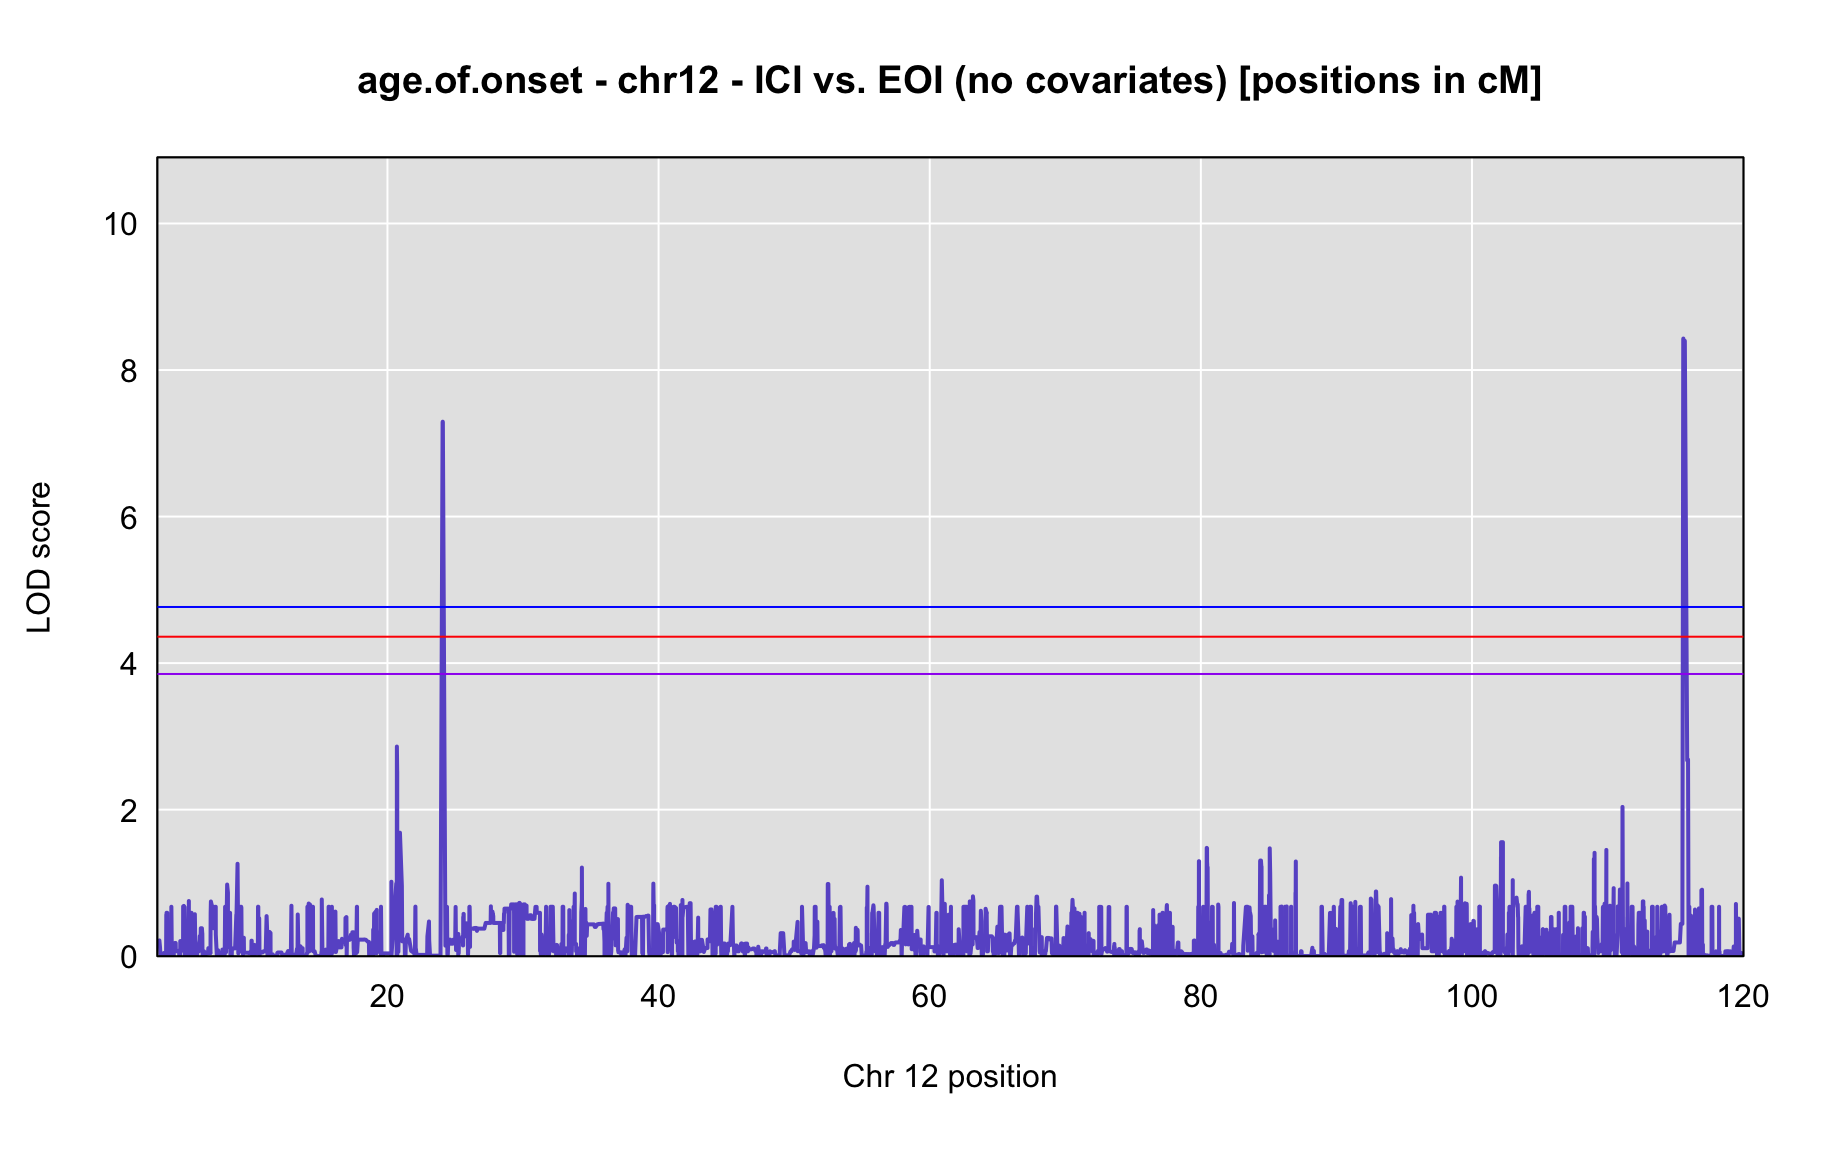 age.of.onset - chr12 - ICI vs. EOI (no covariates) [positions in cM]
10
8
6
4
2
0
LOD score
20 40 60 80 100 120
Chr 12 position